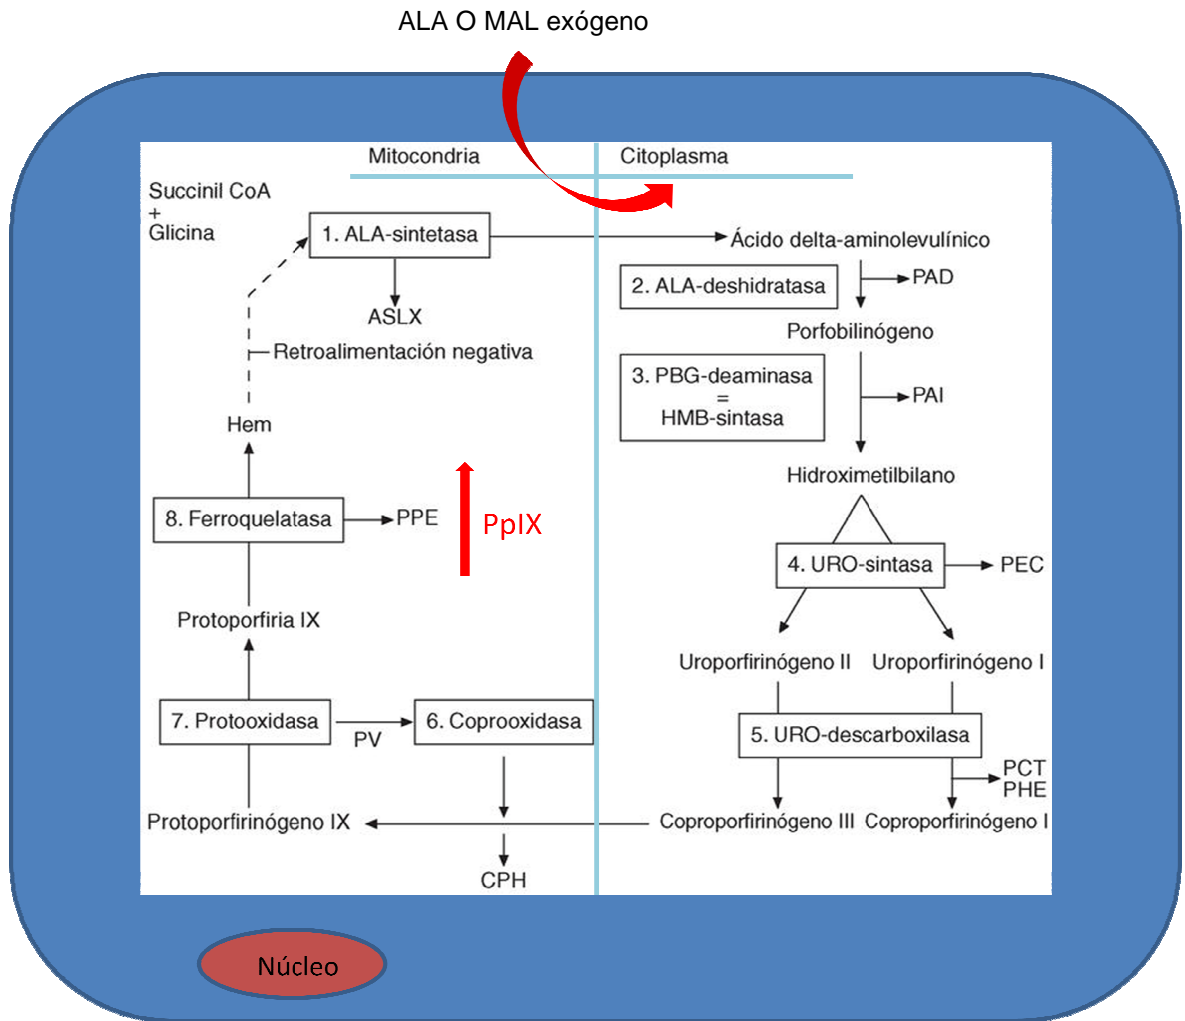 ALA O MAL exógeno
Mitocondria
Citoplasma
Succinil CoA
+
Glicina
1. ALA-sintetasa
Ácido delta-aminolevulínico
2. ALA-deshidratasa
PAD
ASLX
Porfobilinógeno
Retroalimentación negativa
3. PBG-deaminasa
=
HMB-sintasa
PAI
Hem
Hidroximetilbilano
8. Ferroquelatasa
PPE
PpIX
4. URO-sintasa
PEC
Protoporfiria IX
Uroporfirinógeno II
Uroporfirinógeno I
7. Protooxidasa
PV
6. Coprooxidasa
5. URO-descarboxilasa
PCT
PHE
Protoporfirinógeno IX
Coproporfirinógeno III
Coproporfirinógeno I
CPH
Núcleo